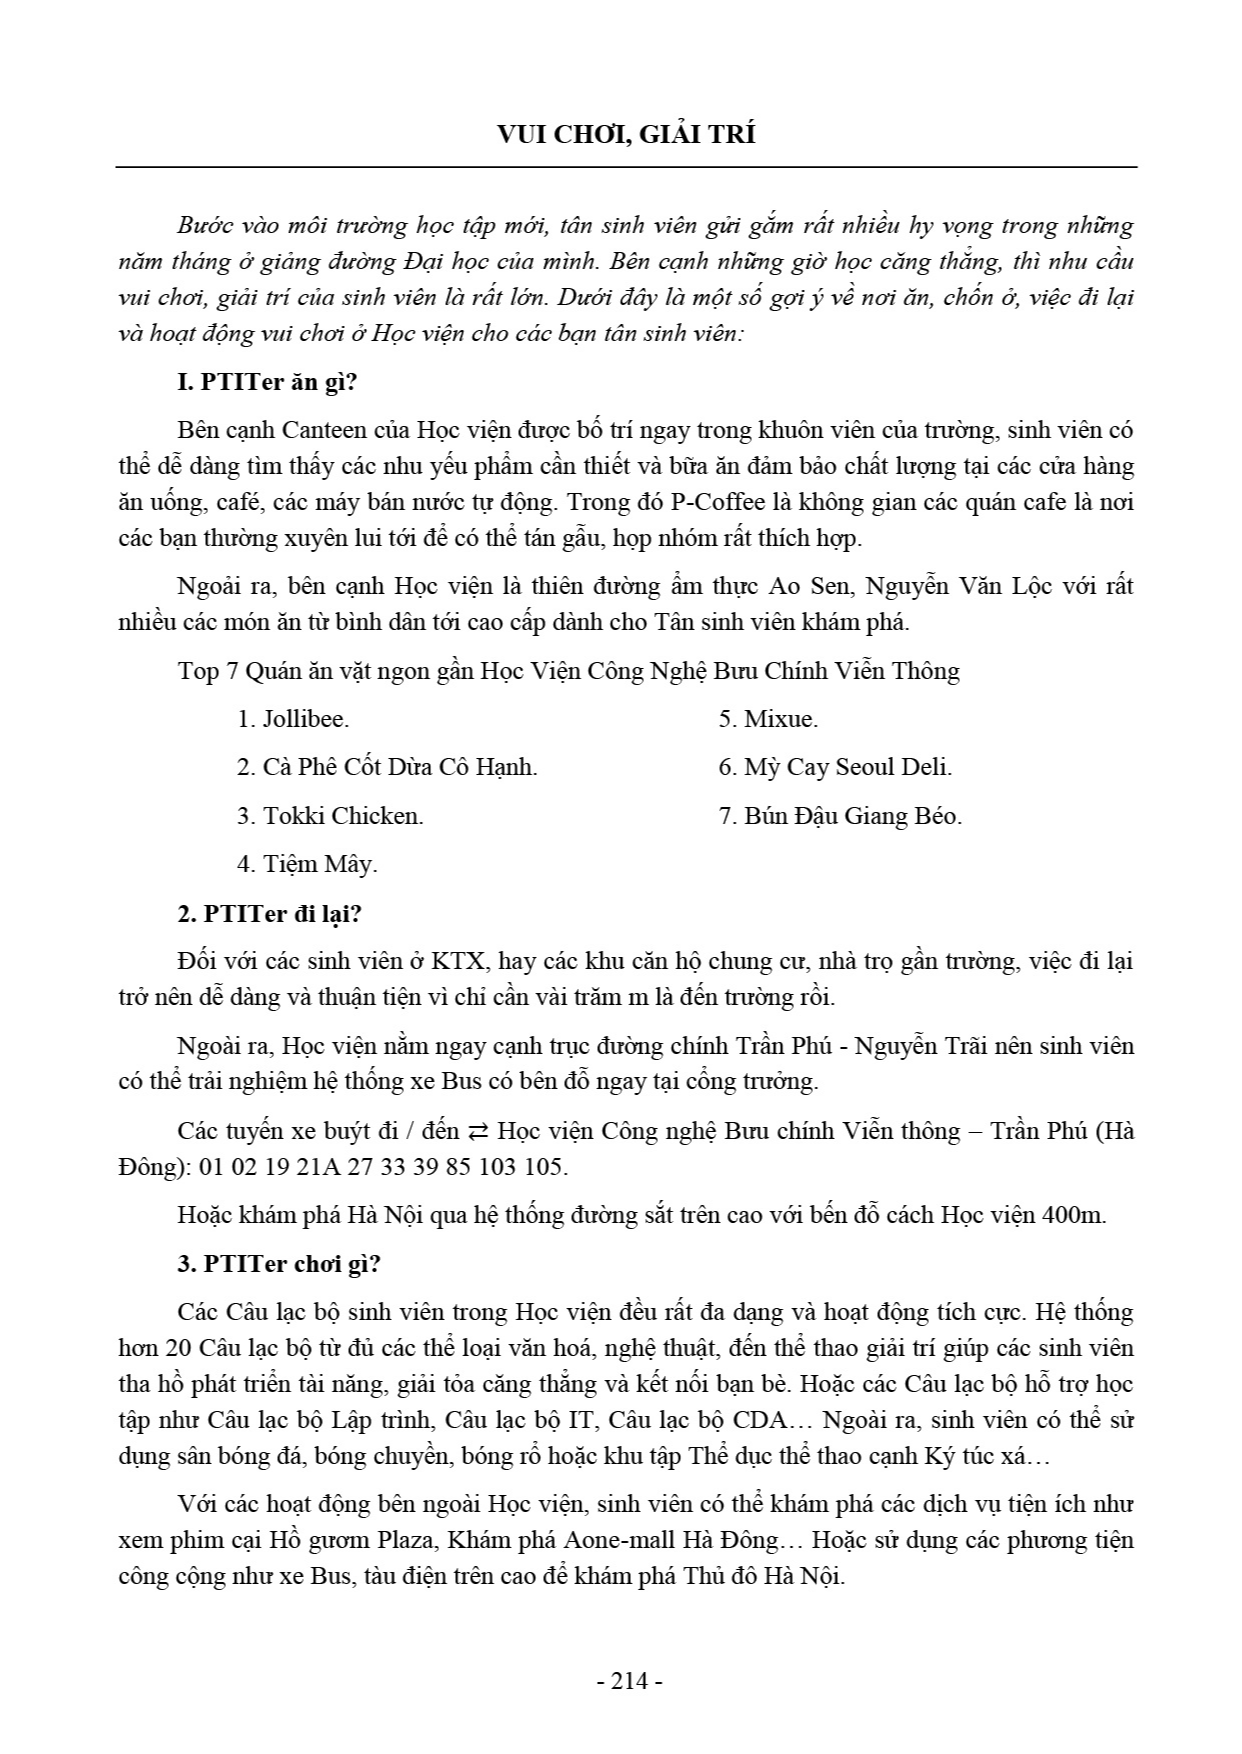 VUI CHƠI, GIẢI TRÍ
Bước vào môi trường học tập mới, tân sinh viên gửi gắm rất nhiều hy vọng trong những
năm tháng ở giảng đường Đại học của mình. Bên cạnh những giờ học căng thẳng, thì nhu cầu
vui chơi, giải trí của sinh viên là rất lớn. Dưới đây là một số gợi ý về nơi ăn, chốn ở, việc đi lại
và hoạt động vui chơi ở Học viện cho các bạn tân sinh viên:
I. PTITer ăn gì?
Bên cạnh Canteen của Học viện được bố trí ngay trong khuôn viên của trường, sinh viên có
thể dễ dàng tìm thấy các nhu yếu phẩm cần thiết và bữa ăn đảm bảo chất lượng tại các cửa hàng
ăn uống, café, các máy bán nước tự động. Trong đó P-Coffee là không gian các quán cafe là nơi
các bạn thường xuyên lui tới để có thể tán gẫu, họp nhóm rất thích hợp.
Ngoải ra, bên cạnh Học viện là thiên đường ẩm thực Ao Sen, Nguyễn Văn Lộc với rất
nhiều các món ăn từ bình dân tới cao cấp dành cho Tân sinh viên khám phá.
Top 7 Quán ăn vặt ngon gần Học Viện Công Nghệ Bưu Chính Viễn Thông
1. Jollibee.
2. Cà Phê Cốt Dừa Cô Hạnh.
3. Tokki Chicken.
4. Tiệm Mây.
5. Mixue.
6. Mỳ Cay Seoul Deli.
7. Bún Đậu Giang Béo.
2. PTITer đi lại?
Đối với các sinh viên ở KTX, hay các khu căn hộ chung cư, nhà trọ gần trường, việc đi lại
trở nên dễ dàng và thuận tiện vì chỉ cần vài trăm m là đến trường rồi.
Ngoài ra, Học viện nằm ngay cạnh trục đường chính Trần Phú - Nguyễn Trãi nên sinh viên
có thể trải nghiệm hệ thống xe Bus có bên đỗ ngay tại cổng trưởng.
Các tuyến xe buýt đi / đến ⇄ Học viện Công nghệ Bưu chính Viễn thông – Trần Phú (Hà
Đông): 01 02 19 21A 27 33 39 85 103 105.
Hoặc khám phá Hà Nội qua hệ thống đường sắt trên cao với bến đỗ cách Học viện 400m.
3. PTITer chơi gì?
Các Câu lạc bộ sinh viên trong Học viện đều rất đa dạng và hoạt động tích cực. Hệ thống
hơn 20 Câu lạc bộ từ đủ các thể loại văn hoá, nghệ thuật, đến thể thao giải trí giúp các sinh viên
tha hồ phát triển tài năng, giải tỏa căng thẳng và kết nối bạn bè. Hoặc các Câu lạc bộ hỗ trợ học
tập như Câu lạc bộ Lập trình, Câu lạc bộ IT, Câu lạc bộ CDA… Ngoài ra, sinh viên có thể sử
dụng sân bóng đá, bóng chuyền, bóng rổ hoặc khu tập Thể dục thể thao cạnh Ký túc xá…
Với các hoạt động bên ngoài Học viện, sinh viên có thể khám phá các dịch vụ tiện ích như
xem phim cại Hồ gươm Plaza, Khám phá Aone-mall Hà Đông… Hoặc sử dụng các phương tiện
công cộng như xe Bus, tàu điện trên cao để khám phá Thủ đô Hà Nội.
- 214 -